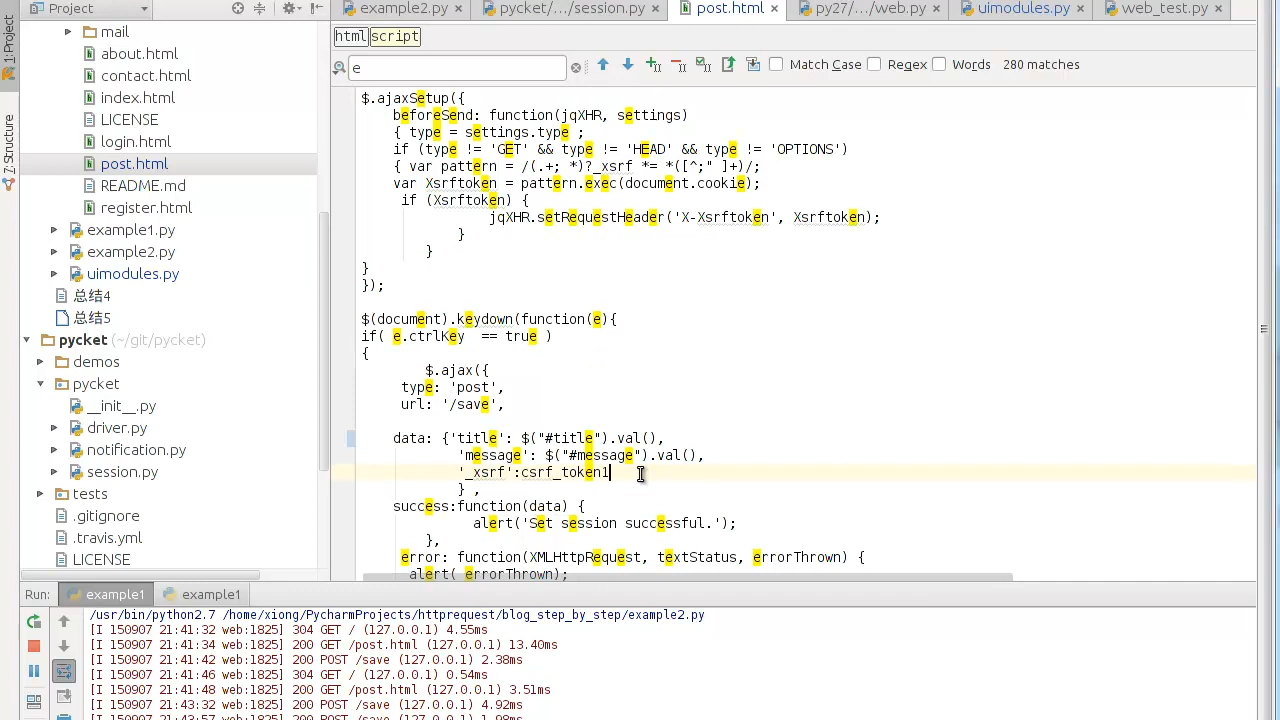 Project
example2.py
pycket/.../session.py
post.html
py27/.../web.py
uimodules.py
web_test.py
1: Project
7: Structure
mail
about.html
contact.html
index.html
LICENSE
login.html
post.html
README.md
register.html
example1.py
example2.py
uimodules.py
总结4
总结5
pycket (~/git/pycket)
demos
pycket
__init__.py
driver.py
notification.py
session.py
tests
.gitignore
.travis.yml
LICENSE
html script
e
Match Case
Regex
Words
280 matches
$.ajaxSetup({
beforeSend: function(jqXHR, settings)
{ type = settings.type ;
if (type != 'GET' && type != 'HEAD' && type != 'OPTIONS')
{ var pattern = /(.+; *)?_xsrf *= *([^;" ]+)/;
var Xsrftoken = pattern.exec(document.cookie);
if (Xsrftoken) {
jqXHR.setRequestHeader('X-Xsrftoken', Xsrftoken);
}
}
}
});
$(document).keydown(function(e){
if( e.ctrlKey  == true )
{
$.ajax({
type: 'post',
url: '/save',
data: {'title': $("#title").val(),
'message': $("#message").val(),
'_xsrf':csrf_token1
} ,
success:function(data) {
alert('Set session successful.');
},
error: function(XMLHttpRequest, textStatus, errorThrown) {
alert( errorThrown);
Run:
example1
example1
/usr/bin/python2.7 /home/xiong/PycharmProjects/httprequest/blog_step_by_step/example2.py
[I 150907 21:41:32 web:1825] 304 GET / (127.0.0.1) 4.55ms
[I 150907 21:41:34 web:1825] 200 GET /post.html (127.0.0.1) 13.40ms
[I 150907 21:41:42 web:1825] 200 POST /save (127.0.0.1) 2.38ms
[I 150907 21:41:46 web:1825] 304 GET / (127.0.0.1) 0.54ms
[I 150907 21:41:48 web:1825] 200 GET /post.html (127.0.0.1) 3.51ms
[I 150907 21:43:32 web:1825] 200 POST /save (127.0.0.1) 4.92ms
[I 150907 21:43:57 web:1825] 200 POST /save (127.0.0.1) 1.98ms